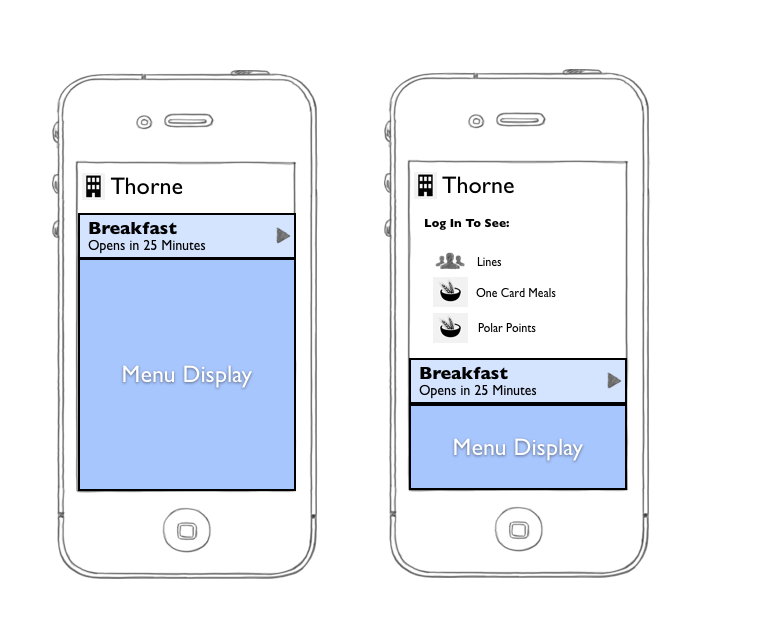 Thorne
Breakfast
Opens in 25 Minutes
Menu Display
Thorne
Log In To See:
Lines
One Card Meals
Polar Points
Breakfast
Opens in 25 Minutes
Menu Display